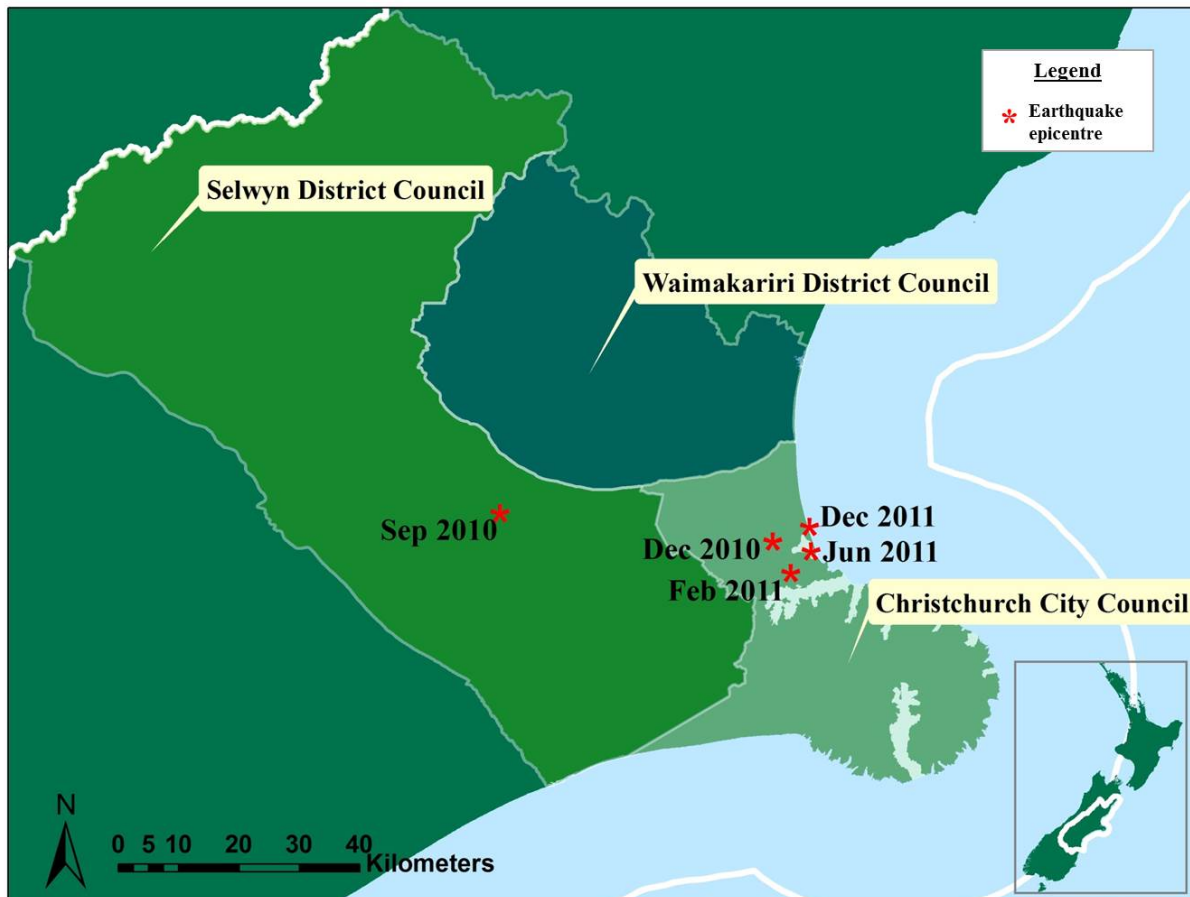 Legend
* Earthquake
epicentre
Selwyn District Council
Waimakariri District Council
Sep 2010
Dec 2011
Dec 2010
Jun 2011
Feb 2011
Christchurch City Council
N
0 5 10 20 30 40
Kilometers